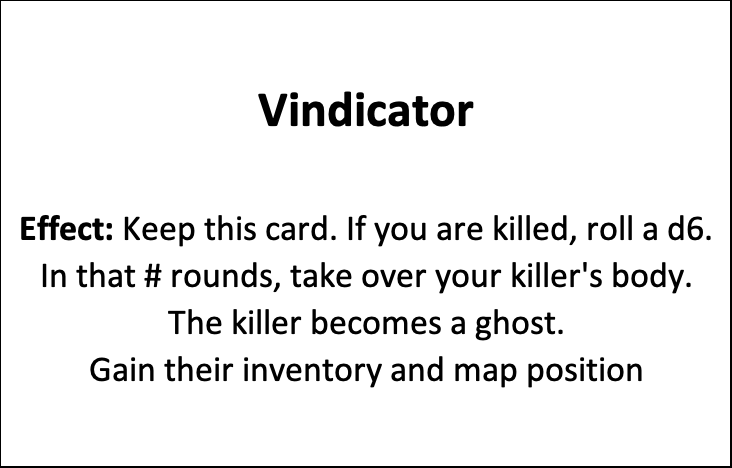 Vindicator
Effect: Keep this card. If you are killed, roll a d6.
In that # rounds, take over your killer's body.
The killer becomes a ghost.
Gain their inventory and map position